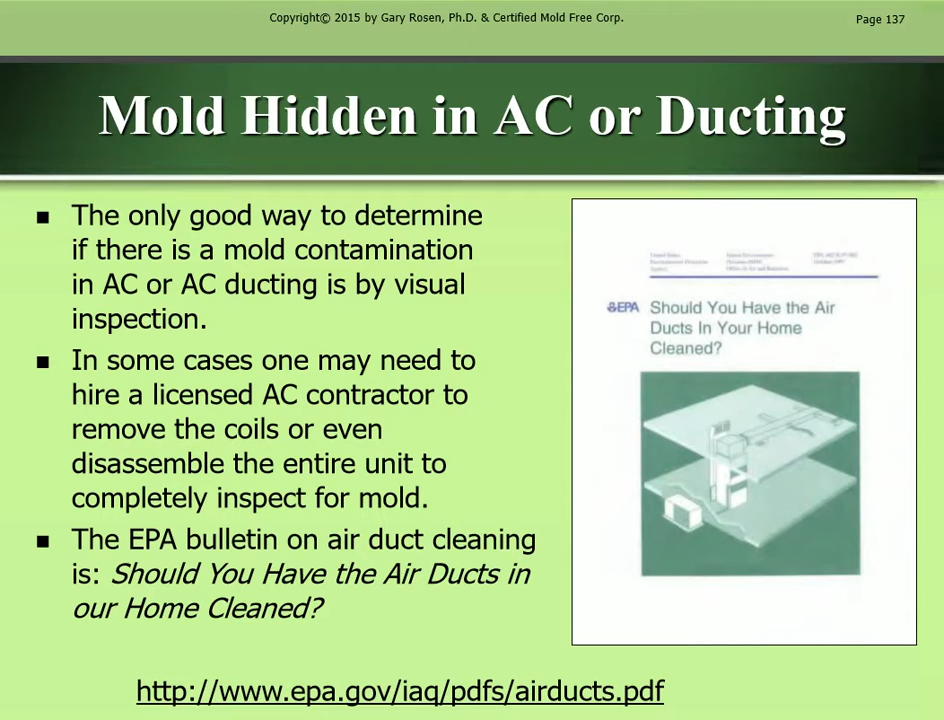 Copyright© 2015 by Gary Rosen, Ph.D. & Certified Mold Free Corp.
Page 137
Mold Hidden in AC or Ducting
■ The only good way to determine
if there is a mold contamination
in AC or AC ducting is by visual
inspection.
■ In some cases one may need to
hire a licensed AC contractor to
remove the coils or even
disassemble the entire unit to
completely inspect for mold.
■ The EPA bulletin on air duct cleaning
is: Should You Have the Air Ducts in
our Home Cleaned?
http://www.epa.gov/iaq/pdfs/airducts.pdf
United States
Environmental Protection
Agency
EPA
Should You Have the Air
Ducts In Your Home
Cleaned?